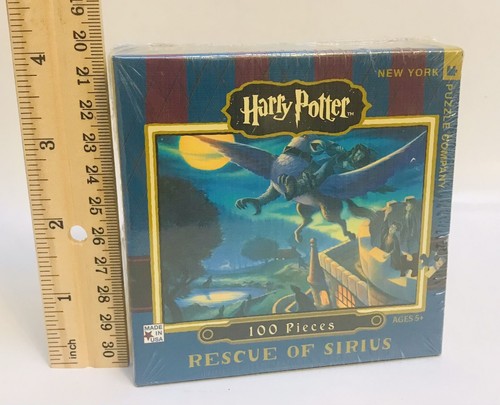 Harry Potter™
NEW YORK
PUZZLE COMPANY
100 Pieces
AGES 5+
MADE
IN
USA
RESCUE OF SIRIUS
4
3
2
1
inch
19
20
21
22
23
24
25
26
27
28
29
30